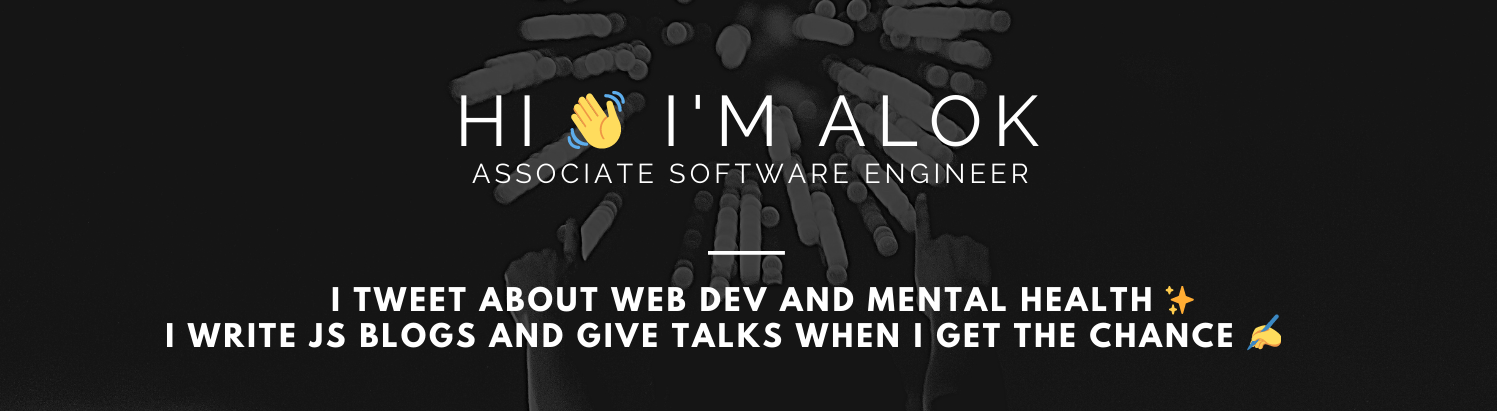 HI 👋 I'M ALOK
ASSOCIATE SOFTWARE ENGINEER
I TWEET ABOUT WEB DEV AND MENTAL HEALTH ✨
I WRITE JS BLOGS AND GIVE TALKS WHEN I GET THE CHANCE ✍️